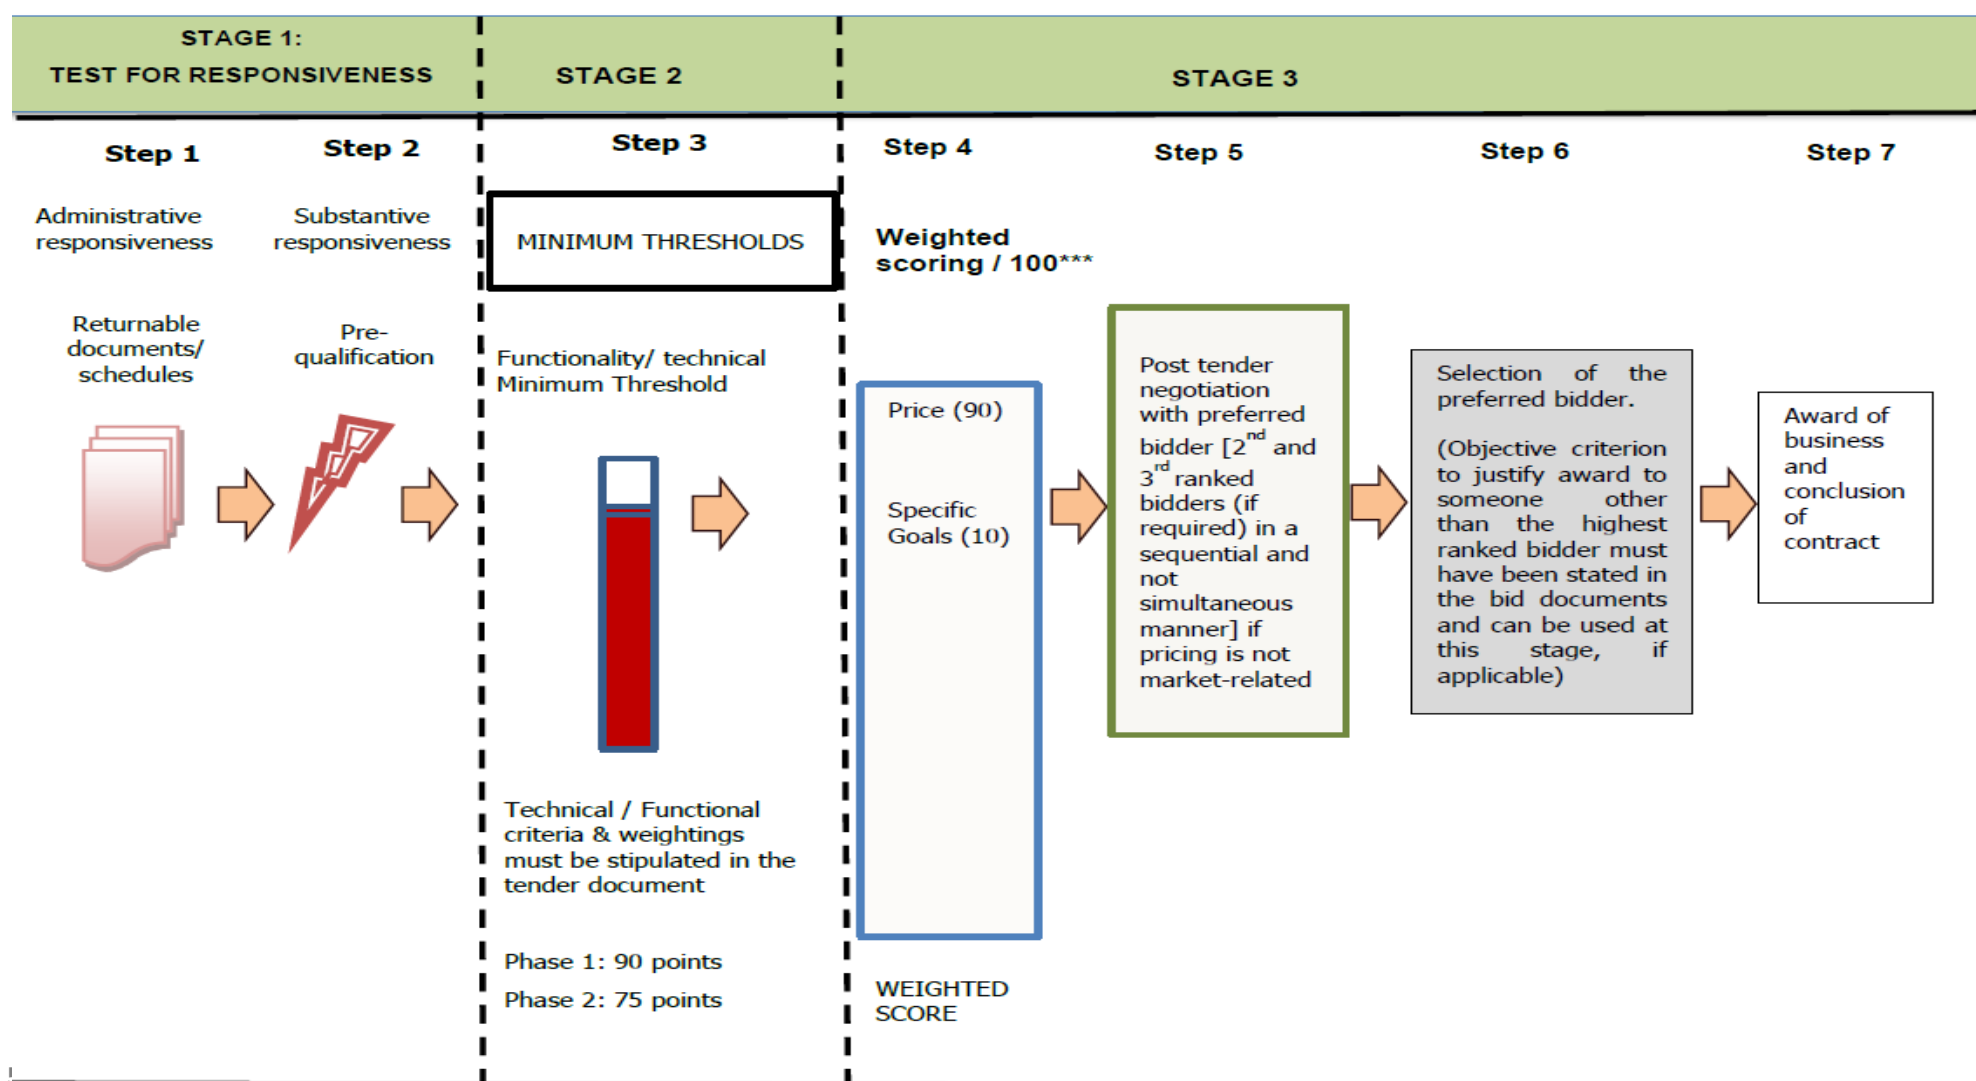 STAGE 1:
TEST FOR RESPONSIVENESS
STAGE 2
STAGE 3
Step 1
Step 2
Step 3
Step 4
Step 5
Step 6
Step 7
Administrative
responsiveness
Substantive
responsiveness
MINIMUM THRESHOLDS
Weighted
scoring / 100***
Returnable
documents/
schedules
Pre-
qualification
Functionality/ technical
Minimum Threshold
Technical / Functional
criteria & weightings
must be stipulated in the
tender document
Phase 1: 90 points
Phase 2: 75 points
Price (90)
Specific
Goals (10)
WEIGHTED
SCORE
Post tender
negotiation
with preferred
bidder [2nd and
3rd ranked
bidders (if
required) in a
sequential and
not
simultaneous
manner] if
pricing is not
market-related
Selection of the
preferred bidder.
(Objective criterion
to justify award to
someone other
than the highest
ranked bidder must
have been stated in
the bid documents
and can be used at
this stage, if
applicable)
Award of
business
and
conclusion
of
contract